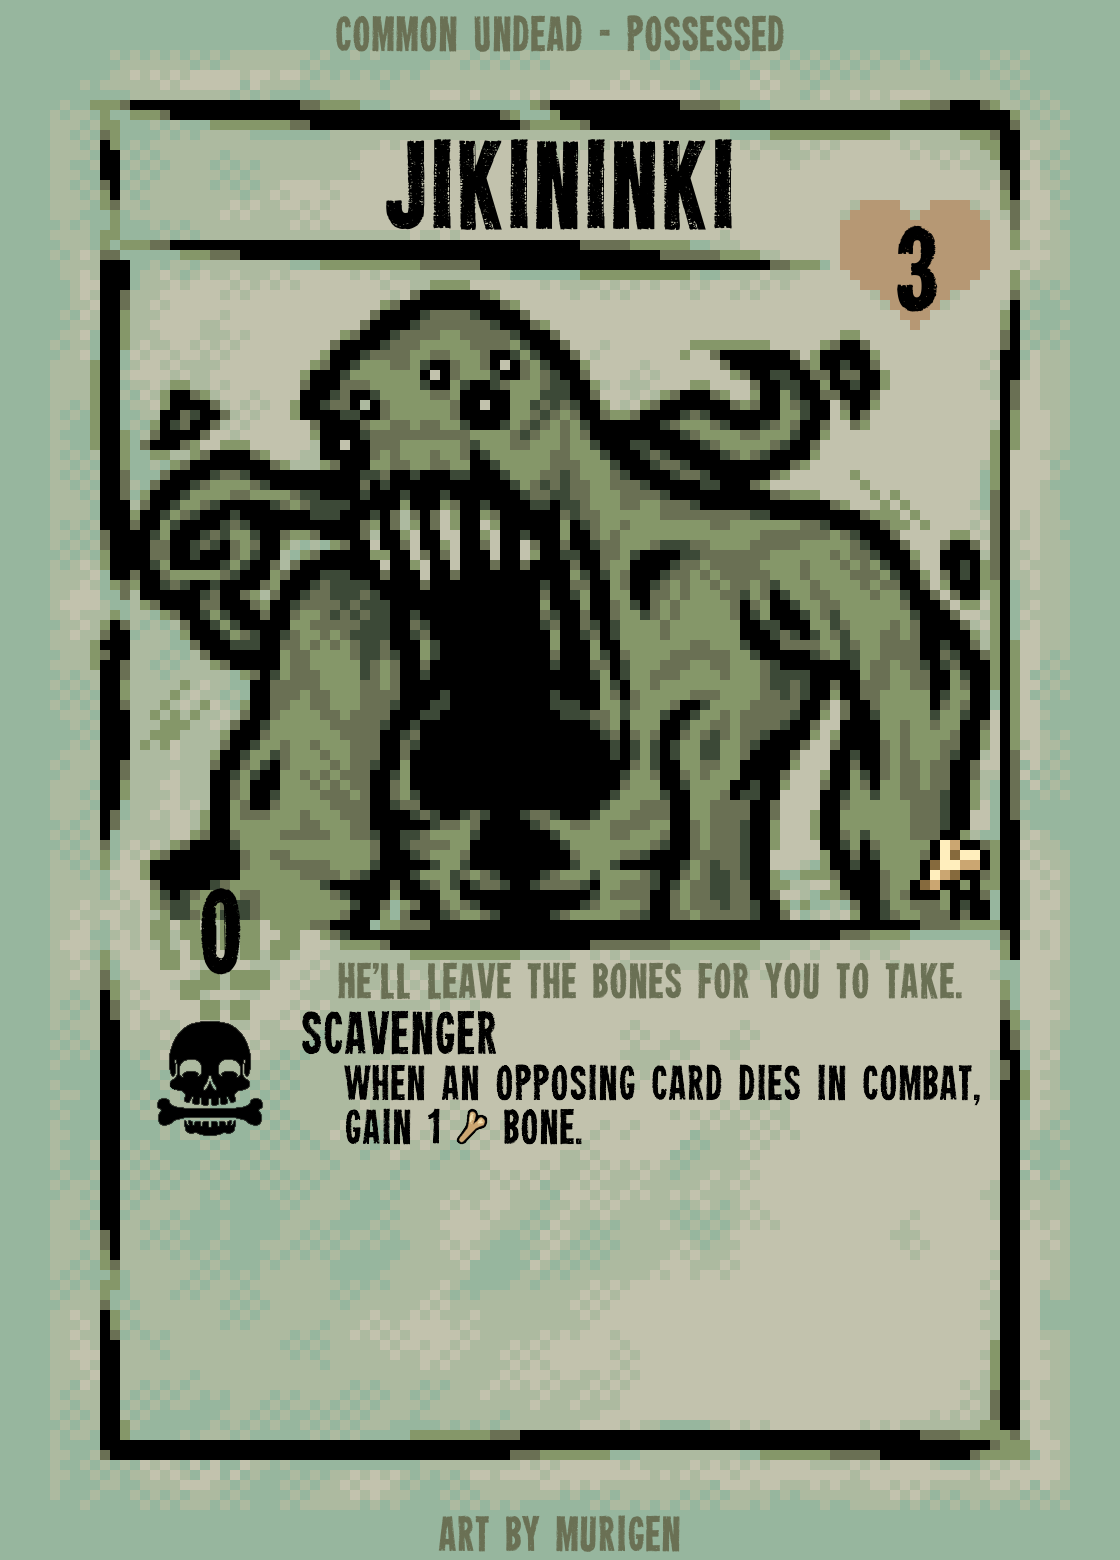 COMMON UNDEAD - POSSESSED
JIKININKI
3
0
HE'LL LEAVE THE BONES FOR YOU TO TAKE.
SCAVENGER
WHEN AN OPPOSING CARD DIES IN COMBAT,
GAIN 1 BONE.
ART BY MURIGEN